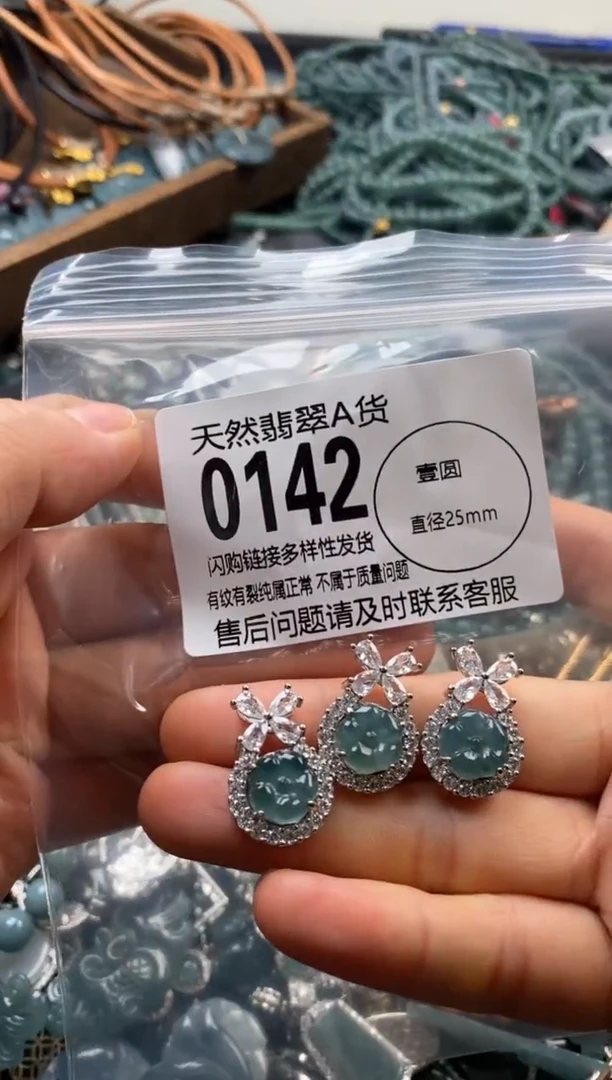 天然翡翠A货
0142
壹圆
直径25mm
闪购链接多样性发货
有纹有裂纯属正常 不属于质量问题
售后问题请及时联系客服